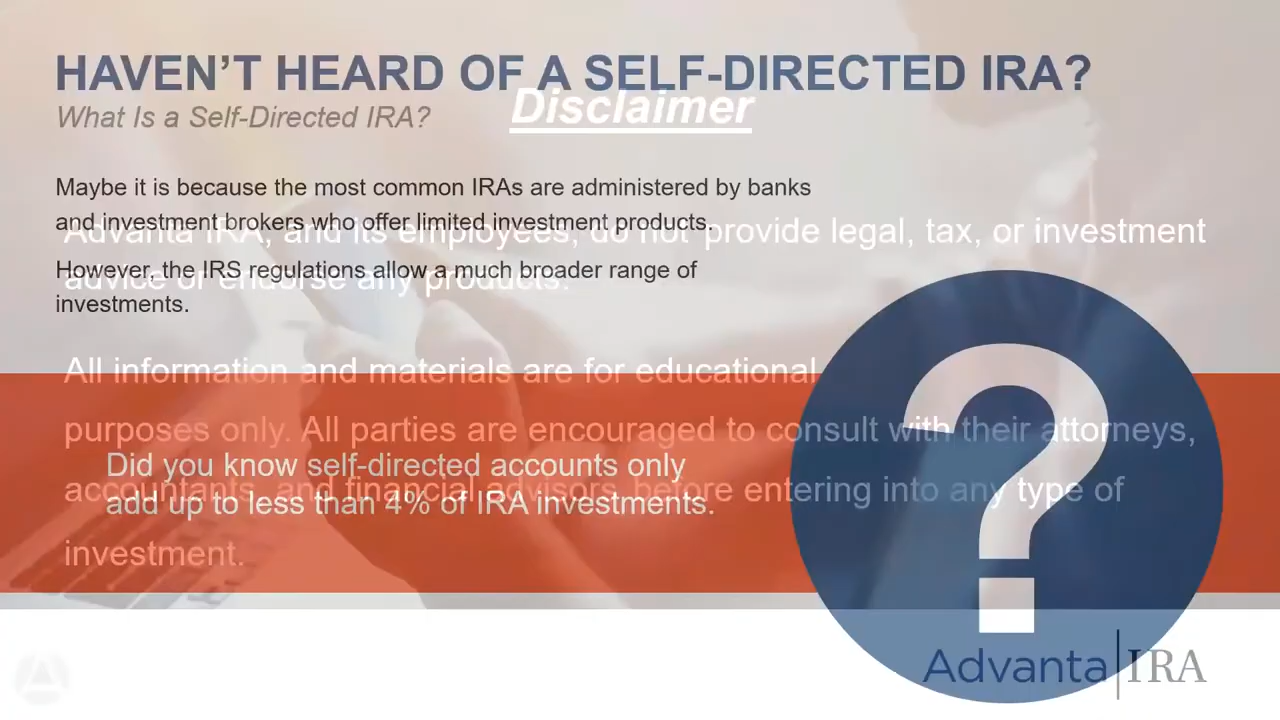 HAVEN'T HEARD OF A SELF-DIRECTED IRA?
What Is a Self-Directed IRA?
Disclaimer
Maybe it is because the most common IRAs are administered by banks
and investment brokers who offer limited investment products.
However, the IRS regulations allow a much broader range of
investments.
Advanta IRA, and its employees, do not provide legal, tax, or investment
advice or endorse any products.
All information and materials are for educational
purposes only. All parties are encouraged to consult with their attorneys,
accountants, and financial advisors before entering into any type of
investment.
Did you know self-directed accounts only
add up to less than 4% of IRA investments.
?
Advanta IRA